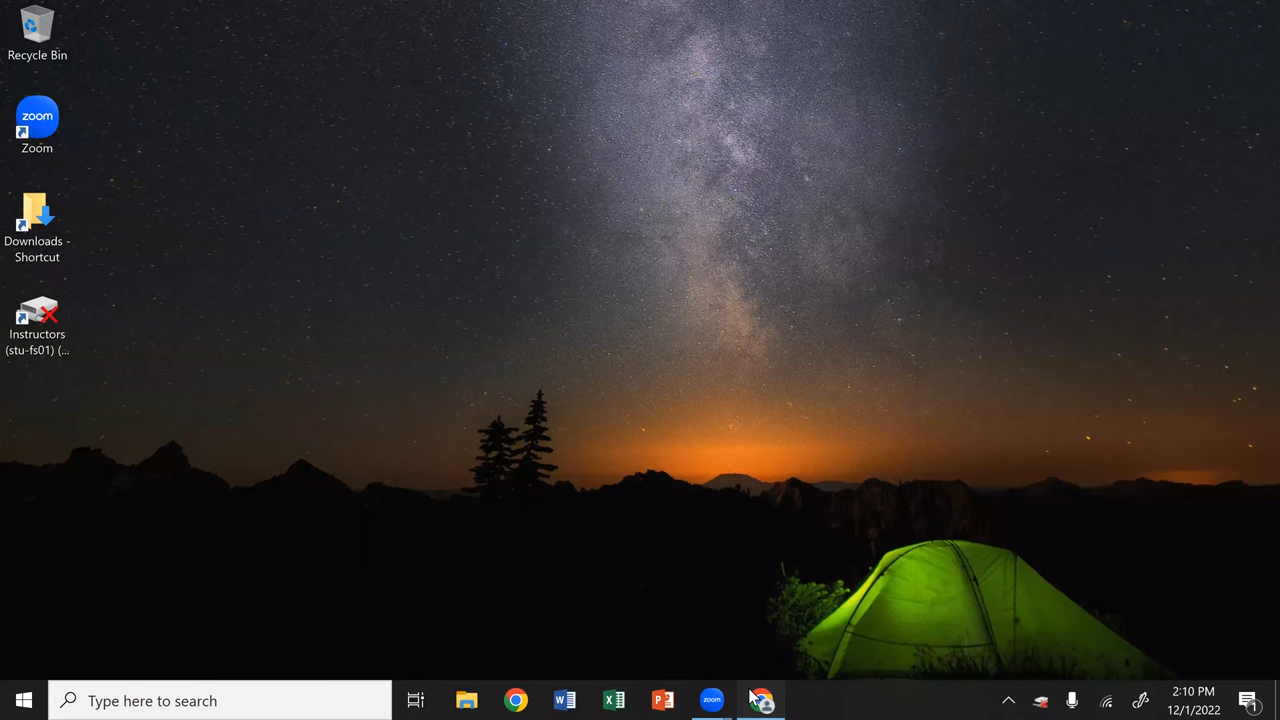 Recycle Bin
zoom
Zoom
Downloads -
Shortcut
Instructors
(stu-fs01) (...
Type here to search
zoom
2:10 PM
12/1/2022
1